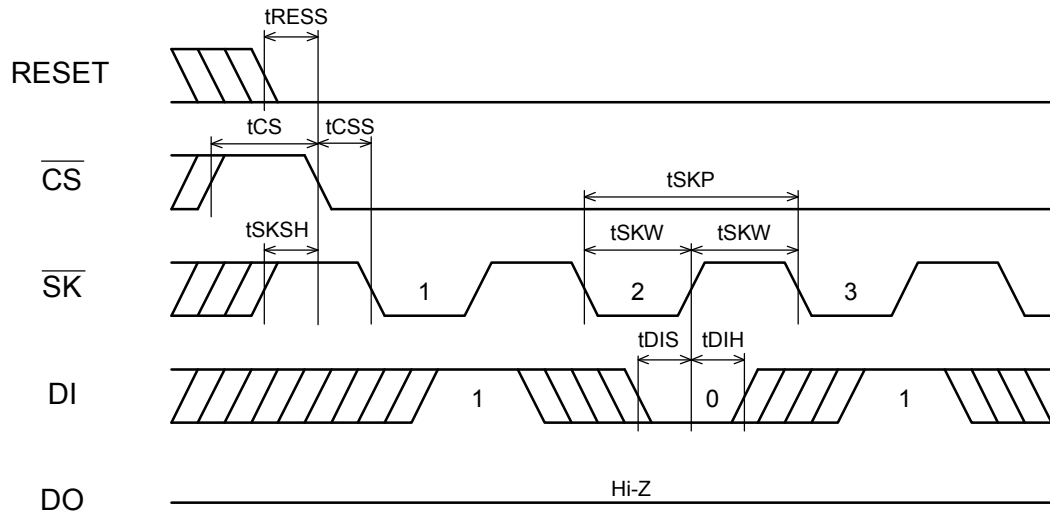 tRESS
RESET
tCS tCSS
CS
tSKP
tSKSH tSKW tSKW
SK
1 2 3
tDIS tDIH
DI
1 0 1
Hi-Z
DO